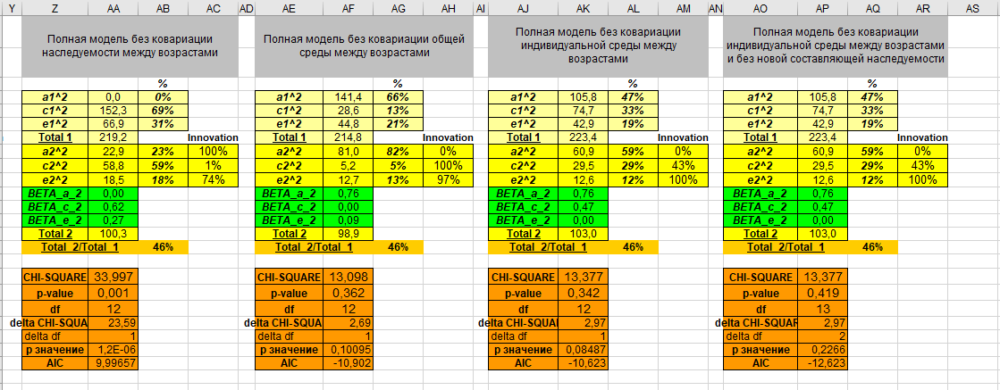 Y Z AA AB AC AD AE AF AG AH AI AJ AK AL AM AN AO AP AQ AR AS
Полная модель без ковариации наследуемости между возрастами
Полная модель без ковариации общей среды между возрастами
Полная модель без ковариации индивидуальной среды между возрастами
Полная модель без ковариации индивидуальной среды между возрастами и без новой составляющей наследуемости
% % % %
a1^2 0,0 0% a1^2 141,4 66% a1^2 105,8 47% a1^2 105,8 47%
c1^2 152,3 69% c1^2 28,6 13% c1^2 74,7 33% c1^2 74,7 33%
e1^2 66,9 31% e1^2 44,8 21% e1^2 42,9 19% e1^2 42,9 19%
Total 1 219,2 Innovation Total 1 214,8 Innovation Total 1 223,4 Innovation Total 1 223,4 Innovation
a2^2 22,9 23% 100% a2^2 81,0 82% 0% a2^2 60,9 59% 0% a2^2 60,9 59% 0%
c2^2 58,8 59% 1% c2^2 5,2 5% 100% c2^2 29,5 29% 43% c2^2 29,5 29% 43%
e2^2 18,5 18% 74% e2^2 12,7 13% 97% e2^2 12,6 12% 100% e2^2 12,6 12% 100%
BETA_a_2 0,00 BETA_a_2 0,76 BETA_a_2 0,76 BETA_a_2 0,76
BETA_c_2 0,62 BETA_c_2 0,00 BETA_c_2 0,47 BETA_c_2 0,47
BETA_e_2 0,27 BETA_e_2 0,09 BETA_e_2 0,00 BETA_e_2 0,00
Total 2 100,3 Total 2 98,9 Total 2 103,0 Total 2 103,0
Total_2/Total_1 46% Total_2/Total_1 46% Total_2/Total_1 46% Total_2/Total_1 46%
CHI-SQUARE 33,997 CHI-SQUARE 13,098 CHI-SQUARE 13,377 CHI-SQUARE 13,377
p-value 0,001 p-value 0,362 p-value 0,342 p-value 0,419
df 12 df 12 df 12 df 13
delta CHI-SQUA 23,59 delta CHI-SQUA 2,69 delta CHI-SQUA 2,97 delta CHI-SQUAR 2,97
delta df 1 delta df 1 delta df 1 delta df 2
p значение 1,2E-06 p значение 0,10095 p значение 0,08487 p значение 0,2266
AIC 9,99657 AIC -10,902 AIC -10,623 AIC -12,623